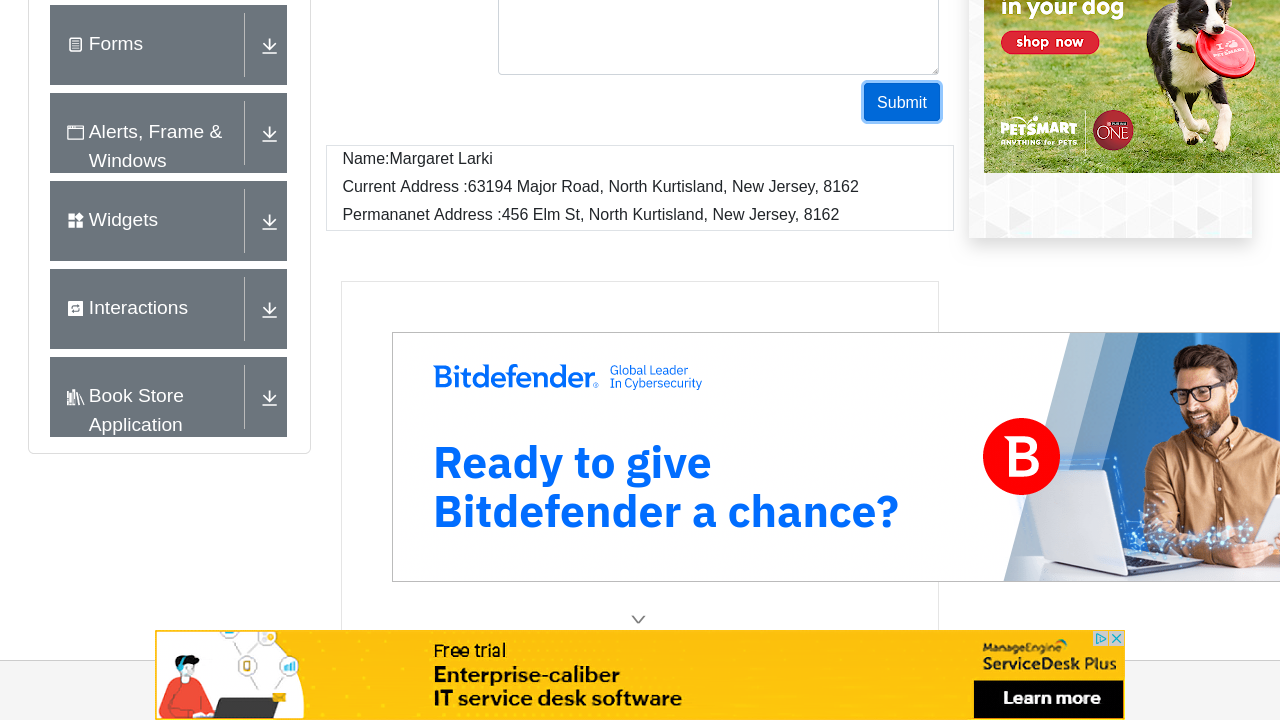 in your dog
shop now
I PETSMART
PETSMART
ANYTHING for PETS
PURINA
ONE
Forms
Alerts, Frame &
Windows
Widgets
Interactions
Book Store
Application
Submit
Name:Margaret Larki
Current Address :63194 Major Road, North Kurtisland, New Jersey, 8162
Permananet Address :456 Elm St, North Kurtisland, New Jersey, 8162
Bitdefender®
Global Leader
In Cybersecurity
Ready to give
Bitdefender a chance?
B
Free trial
Enterprise-caliber
IT service desk software
ManageEngine
ServiceDesk Plus
Learn more